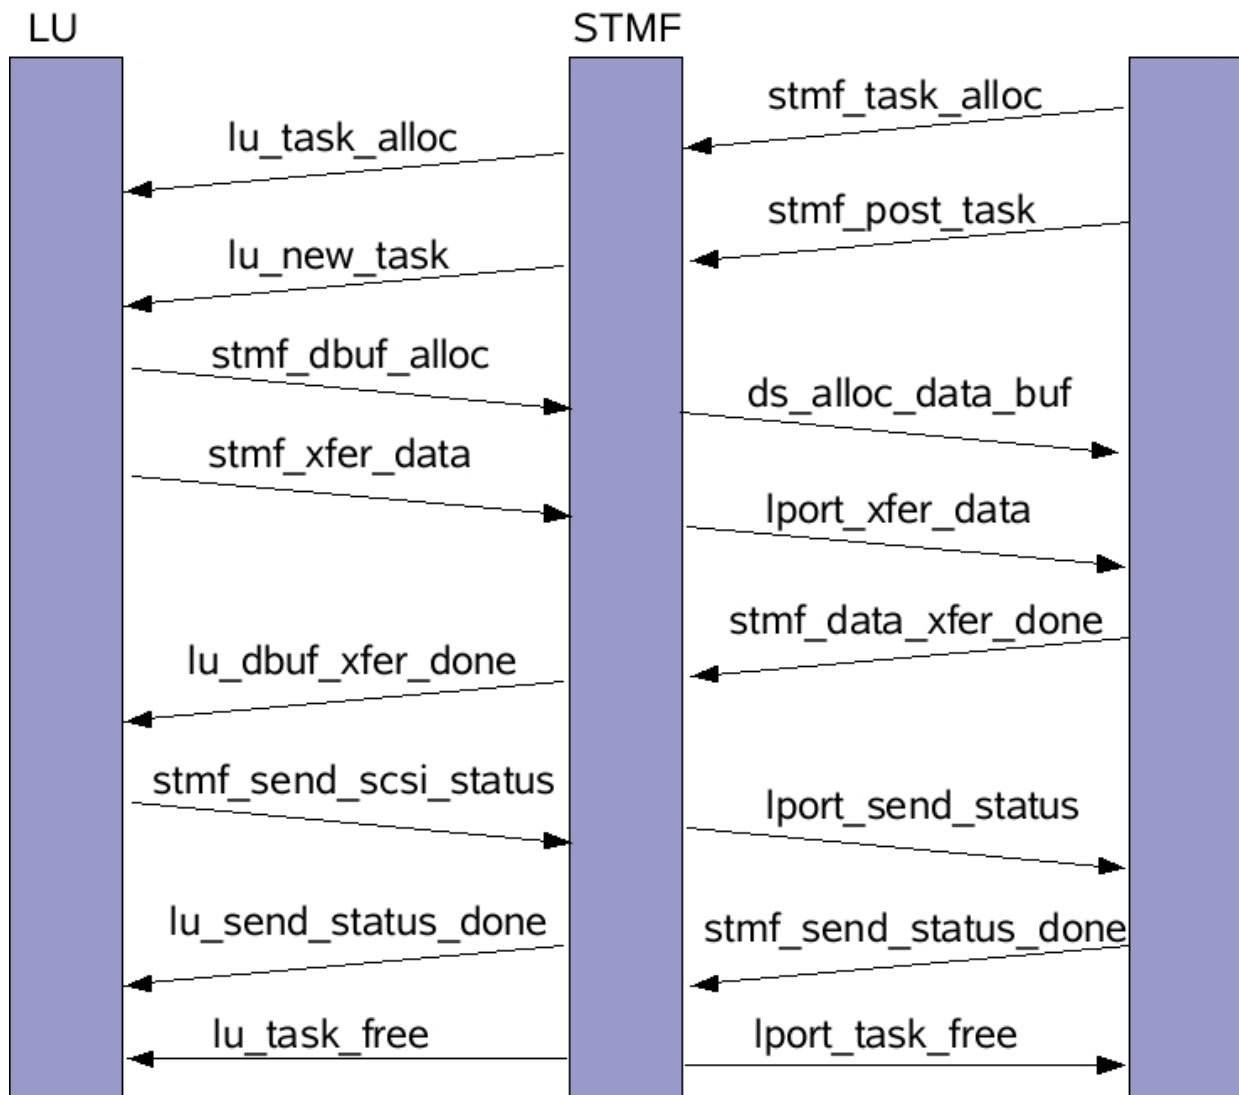 LU
STMF
stmf_task_alloc
lu_task_alloc
stmf_post_task
lu_new_task
stmf_dbuf_alloc
ds_alloc_data_buf
stmf_xfer_data
lport_xfer_data
stmf_data_xfer_done
lu_dbuf_xfer_done
stmf_send_scsi_status
lport_send_status
lu_send_status_done
stmf_send_status_done
lu_task_free
lport_task_free